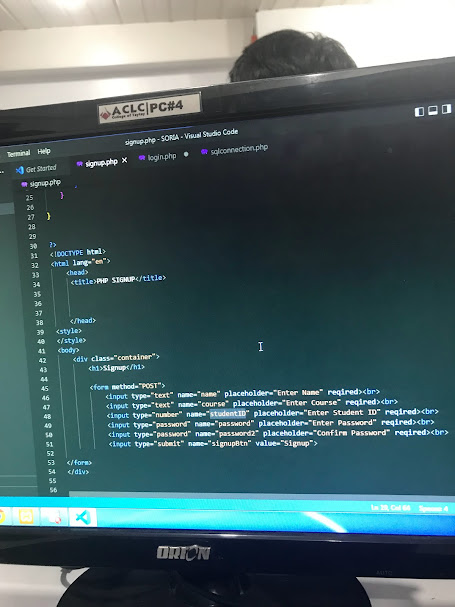 ACLC PC#4
College of Taytay
signup.php - SORIA - Visual Studio Code
Terminal Help
Get Started
signup.php
login.php
sqlconnection.php
signup.php
25 }
26
27 }
28
29
30 ?>
31 <!DOCTYPE html>
32 <html lang="en">
33 <head>
34 <title>PHP SIGNUP</title>
35
36
37
38 </head>
39 <style>
40 </style>
41 <body>
42 <div class="container">
43 <h1>Signup</h1>
44
45 <form method="POST">
46 <input type="text" name="name" placeholder="Enter Name" reqired><br>
47 <input type="text" name="course" placeholder="Enter Course" reqired><br>
48 <input type="number" name="studentID" placeholder="Enter Student ID" reqired><br>
49 <input type="password" name="password" placeholder="Enter Password" reqired><br>
50 <input type="password" name="password2" placeholder="Confirm Password" reqired><br>
51 <input type="submit" name="signupBtn" value="Signup">
52
53 </form>
54 </div>
55
56
Spaces: 4
ORION